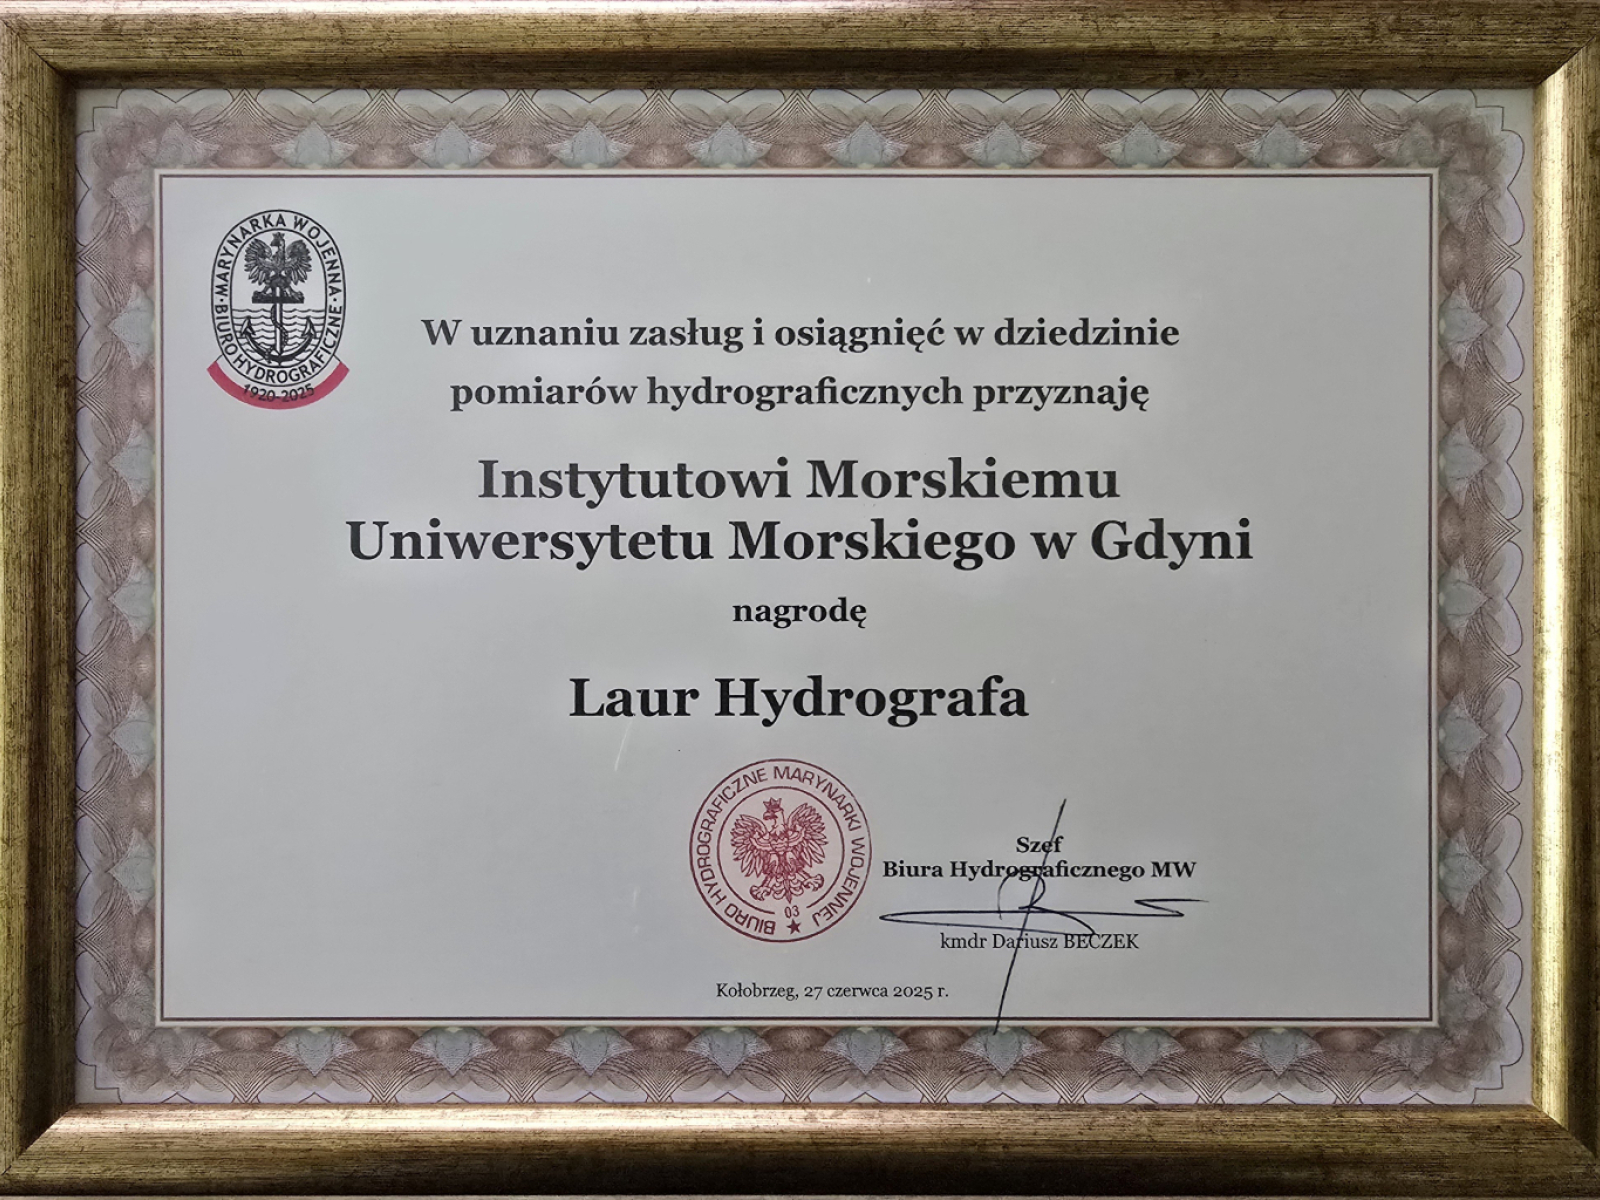 MARYNARKA WOJENNA
BIURO HYDROGRAFICZNE
1920-2025
W uznaniu zasług i osiągnięć w dziedzinie
pomiarów hydrograficznych przyznaję
Instytutowi Morskiemu
Uniwersytetu Morskiego w Gdyni
nagrodę
Laur Hydrografa
BIURO HYDROGRAFICZNE MARYNARKI WOJENNEJ
03
Szef
Biura Hydrograficznego MW
kmdr Dariusz BECZEK
Kołobrzeg, 27 czerwca 2025 r.